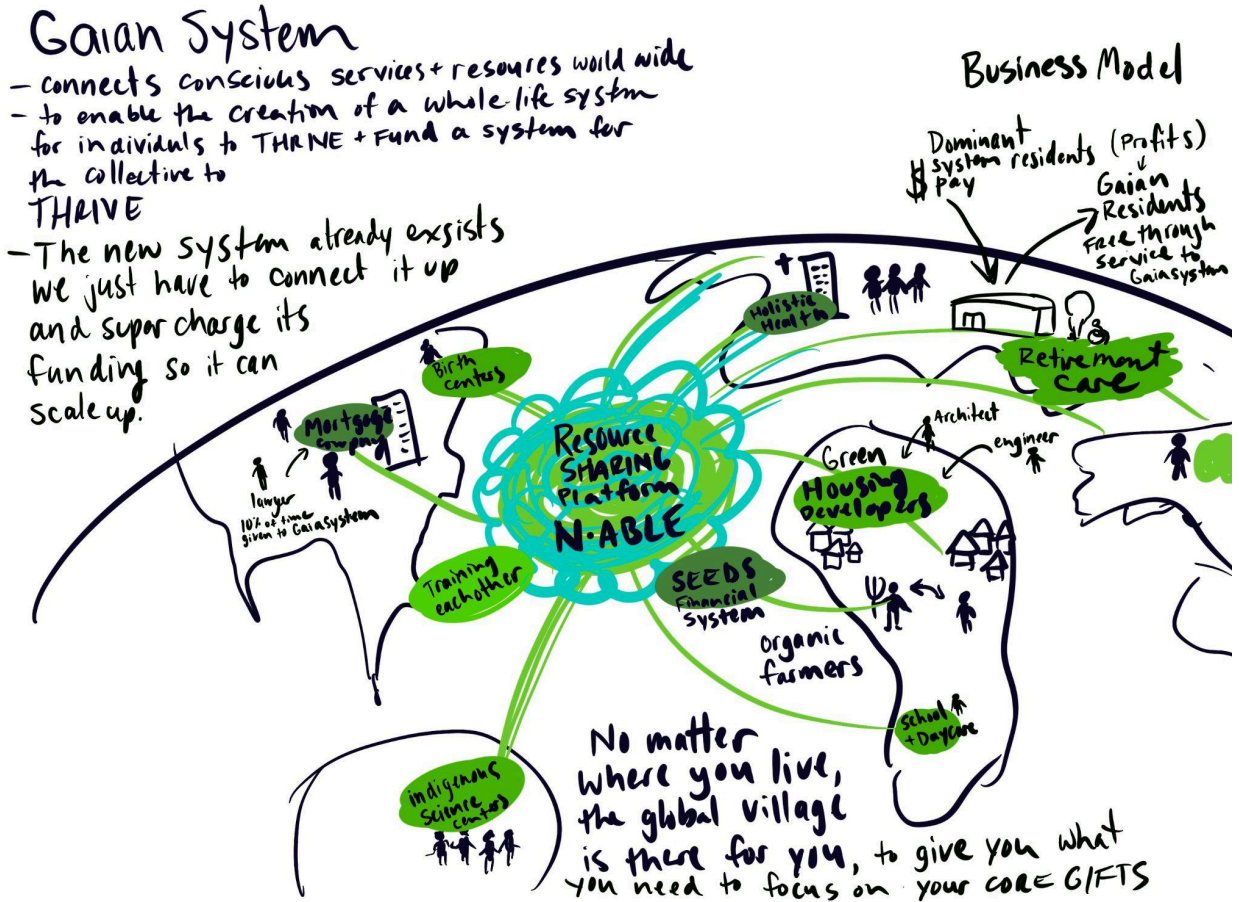 Gaian System
- connects conscious services + resoures world wide
- to enable the creation of a whole-life system
for individuls to THRIVE + Fund a system for
the collective to
THRIVE
- The new system already exsists
we just have to connect it up
and super charge its
funding so it can
scale up.
Business Model
Dominant
system residents
$ pay
(Profits)
Gaian
Residents
Free through
service to
Gaiasystem
Holistic
Health
Retirement
care
Birth
centers
Mortgage
company
lawyer
10% of time
given to Gaiasystem
Resource
SHARING
Platform
N.ABLE
Architect
engineer
Green
Housing
Developers
Training
eachother
SEEDS
Financial
System
organic
farmers
School
+ Daycare
indigenous
Science
centers
No matter
where you live,
the global village
is there for you, to give you what
you need to focus on your CORE GIFTS